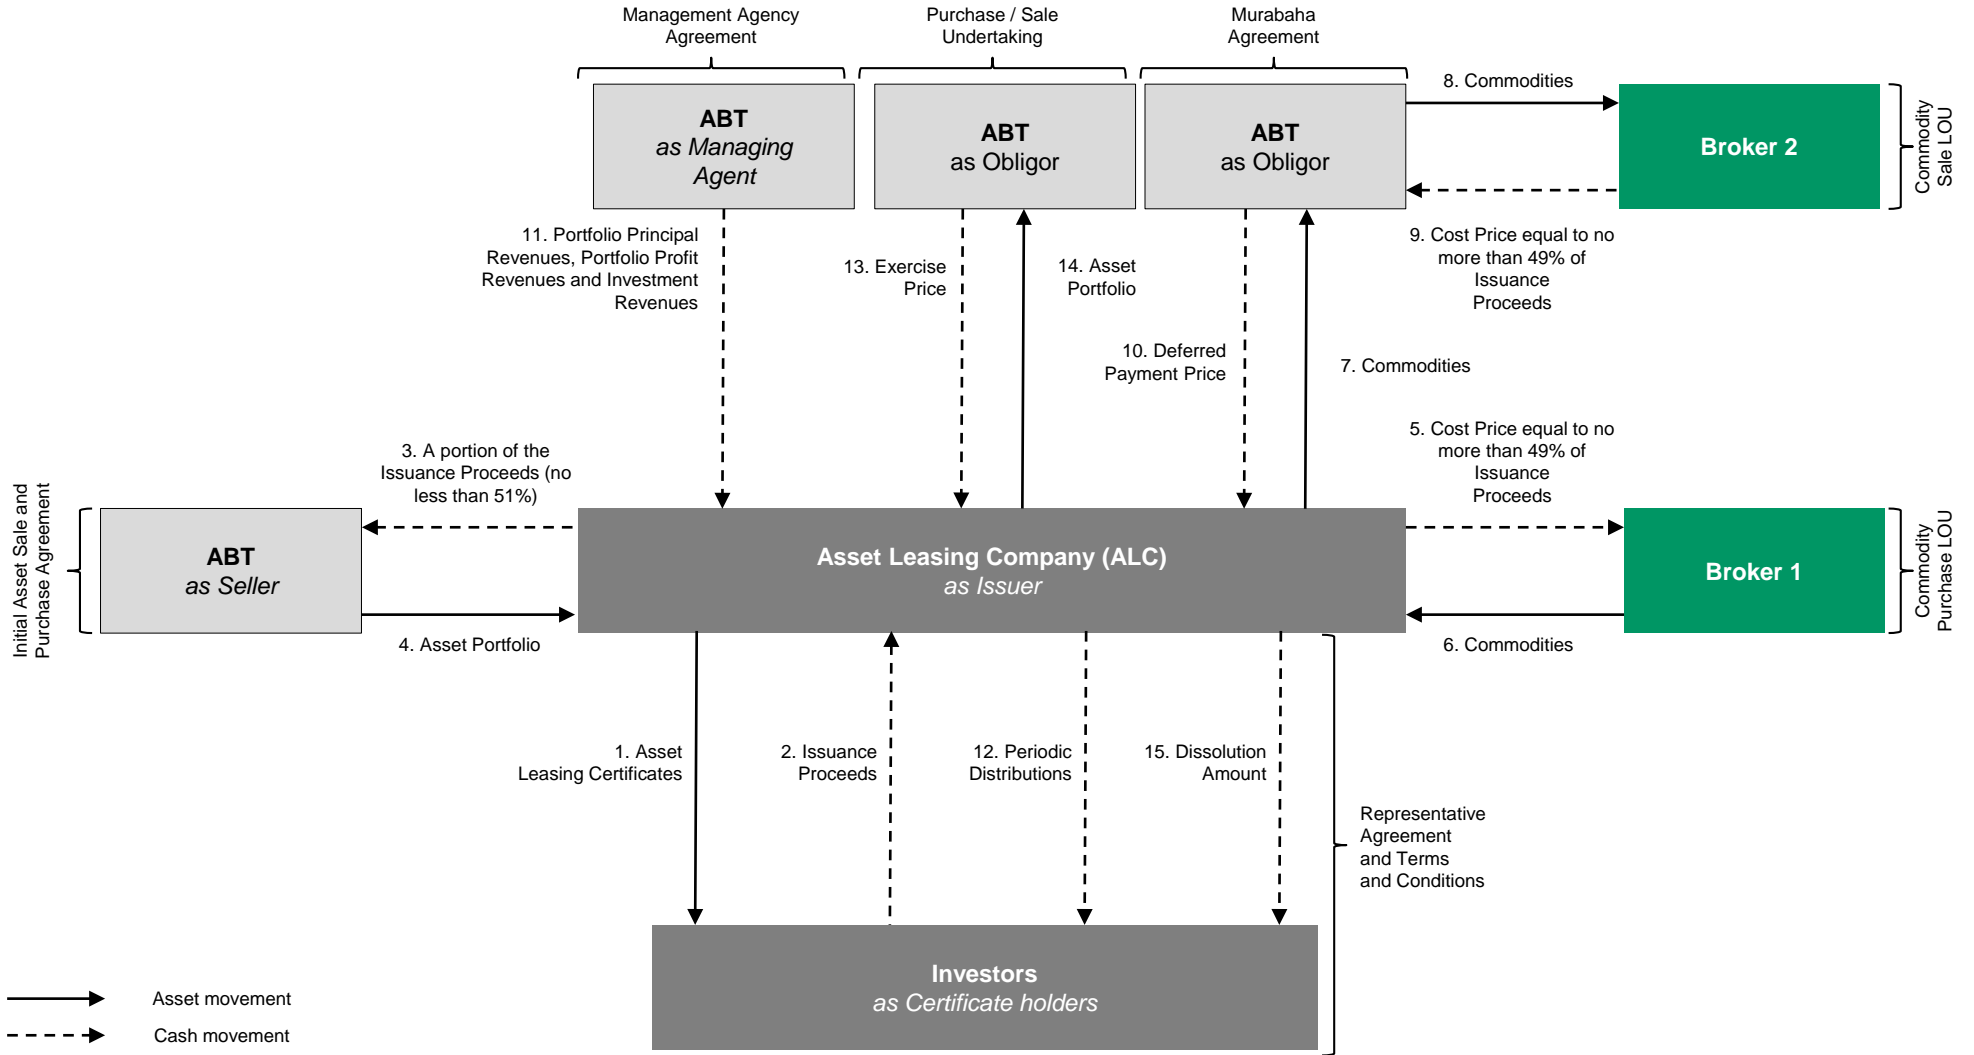 Management Agency
Agreement
Purchase / Sale
Undertaking
Murabaha
Agreement
ABT
as Managing
Agent
ABT
as Obligor
ABT
as Obligor
8. Commodities
Broker 2
Commodity
Sale LOU
11. Portfolio Principal
Revenues, Portfolio Profit
Revenues and Investment
Revenues
13. Exercise
Price
14. Asset
Portfolio
9. Cost Price equal to no
more than 49% of
Issuance
Proceeds
10. Deferred
Payment Price
7. Commodities
3. A portion of the
Issuance Proceeds (no
less than 51%)
5. Cost Price equal to no
more than 49% of
Issuance
Proceeds
Initial Asset Sale and
Purchase Agreement
ABT
as Seller
Asset Leasing Company (ALC)
as Issuer
Broker 1
Commodity
Purchase LOU
4. Asset Portfolio
6. Commodities
1. Asset
Leasing Certificates
2. Issuance
Proceeds
12. Periodic
Distributions
15. Dissolution
Amount
Representative
Agreement
and Terms
and Conditions
Investors
as Certificate holders
Asset movement
Cash movement